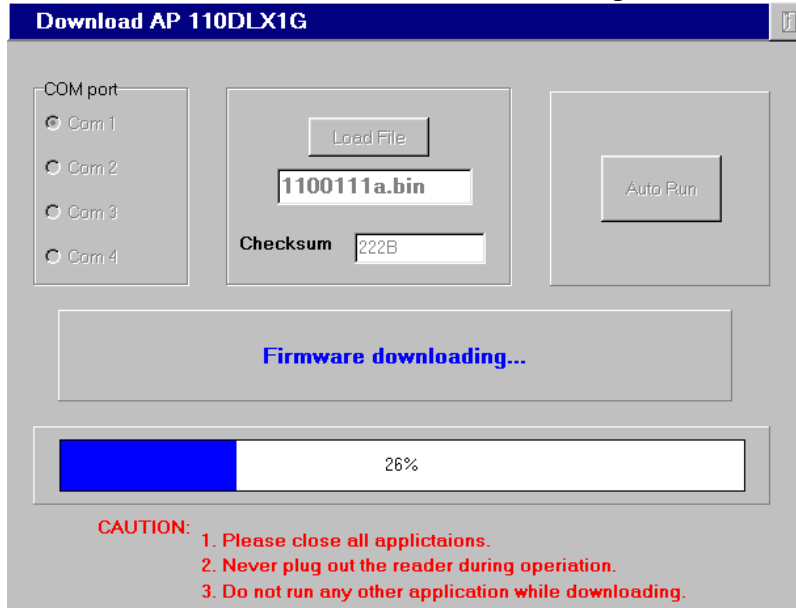 Download AP 110DLX1G
COM port
Com 1
Com 2
Com 3
Com 4
Load File
1100111a.bin
Checksum 222B
Auto Run
Firmware downloading...
26%
CAUTION:
1. Please close all applictaions.
2. Never plug out the reader during operiation.
3. Do not run any other application while downloading.